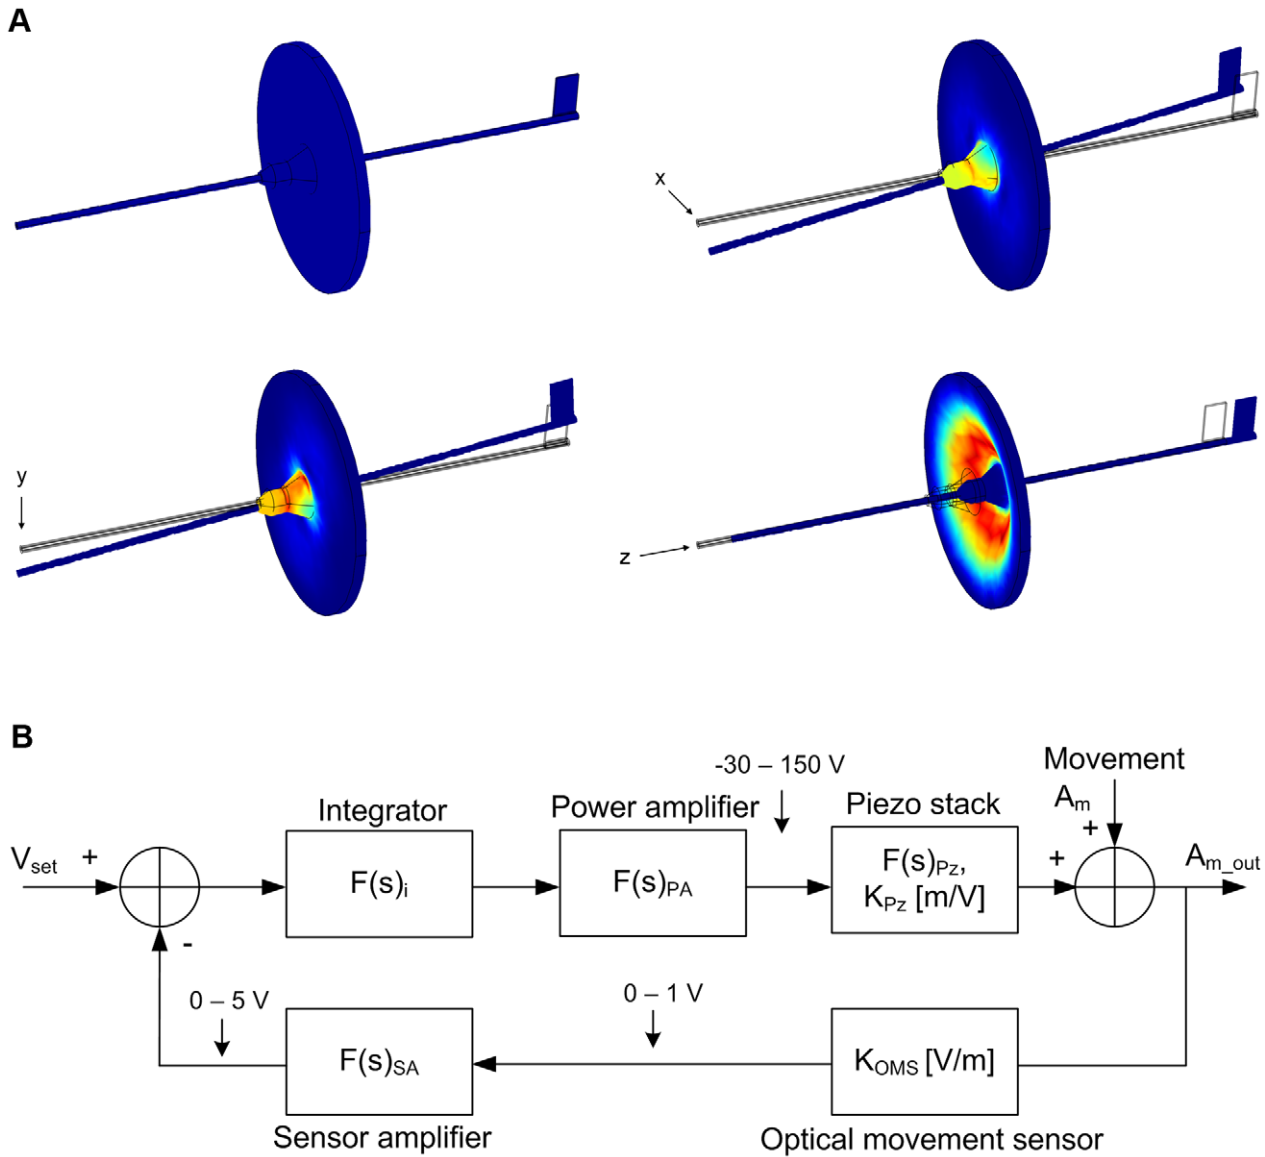 A
x
y
z
B
-30 – 150 V
Movement
Integrator
Power amplifier
Piezo stack
Am
+
Vset
+
F(s)i
F(s)PA
F(s)Pz,
KPz [m/V]
+
Am_out
-
0 – 5 V
0 – 1 V
F(s)SA
KOMS [V/m]
Sensor amplifier
Optical movement sensor